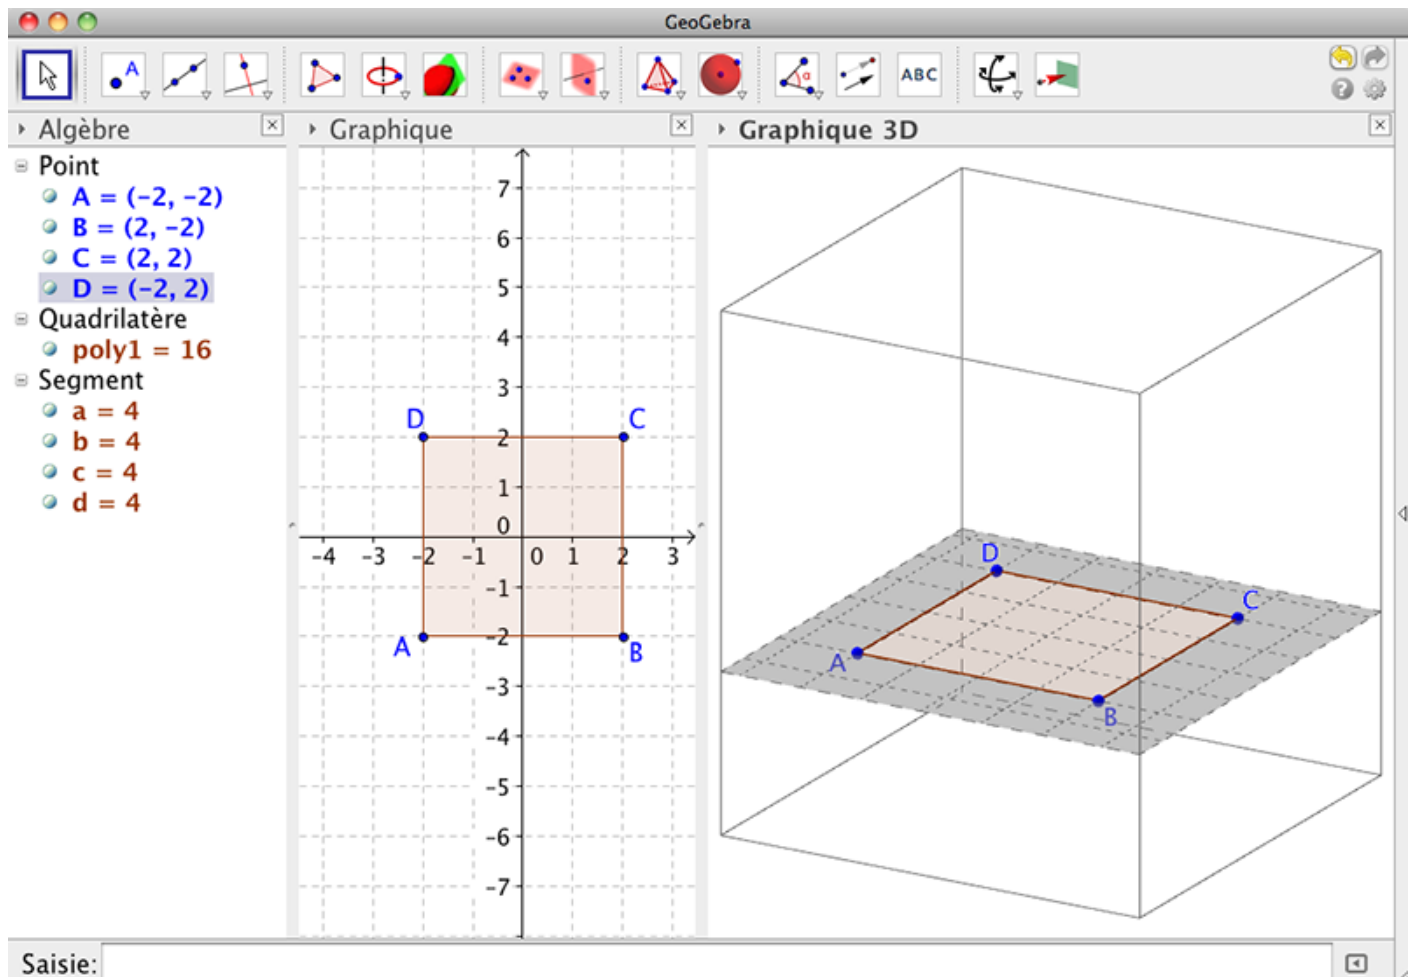 GeoGebra
A
α
ABC
Algèbre
Graphique
Graphique 3D
Point
A = (-2, -2)
B = (2, -2)
C = (2, 2)
D = (-2, 2)
Quadrilatère
poly1 = 16
Segment
a = 4
b = 4
c = 4
d = 4
7
6
5
4
3
D
2
C
1
0
-4
-3
-2
-1
0
1
2
3
-1
A
-2
B
-3
-4
-5
-6
-7
D
C
A
B
Saisie: